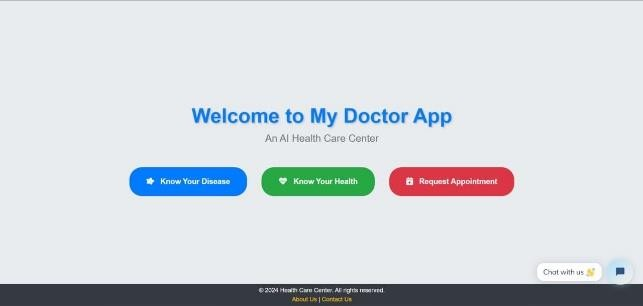 Welcome to My Doctor App
An AI Health Care Center
Know Your Disease
Know Your Health
Request Appointment
Chat with us 👋
© 2024 Health Care Center. All rights reserved.
About Us | Contact Us